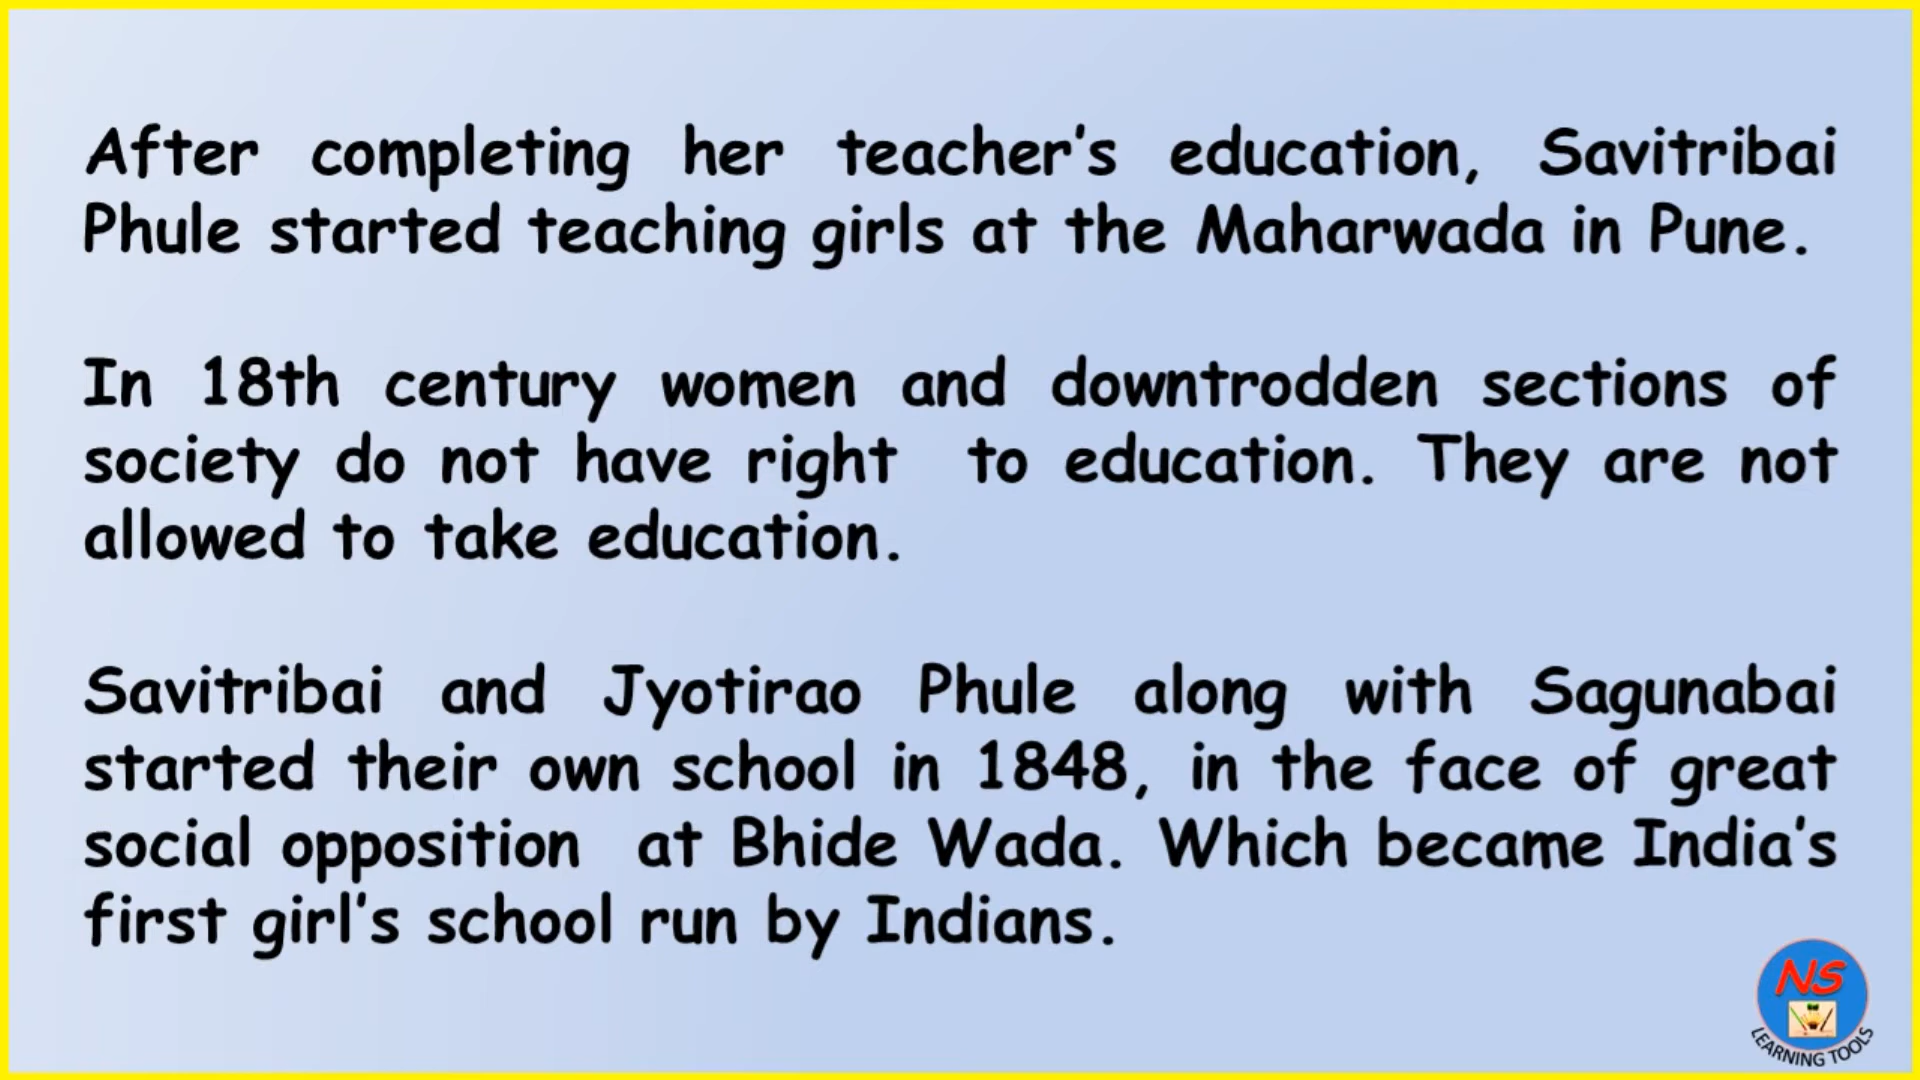 After completing her teacher's education, Savitribai
Phule started teaching girls at the Maharwada in Pune.
In 18th century women and downtrodden sections of
society do not have right to education. They are not
allowed to take education.
Savitribai and Jyotirao Phule along with Sagunabai
started their own school in 1848, in the face of great
social opposition at Bhide Wada. Which became India's
first girl's school run by Indians.
NS
LEARNING TOOLS